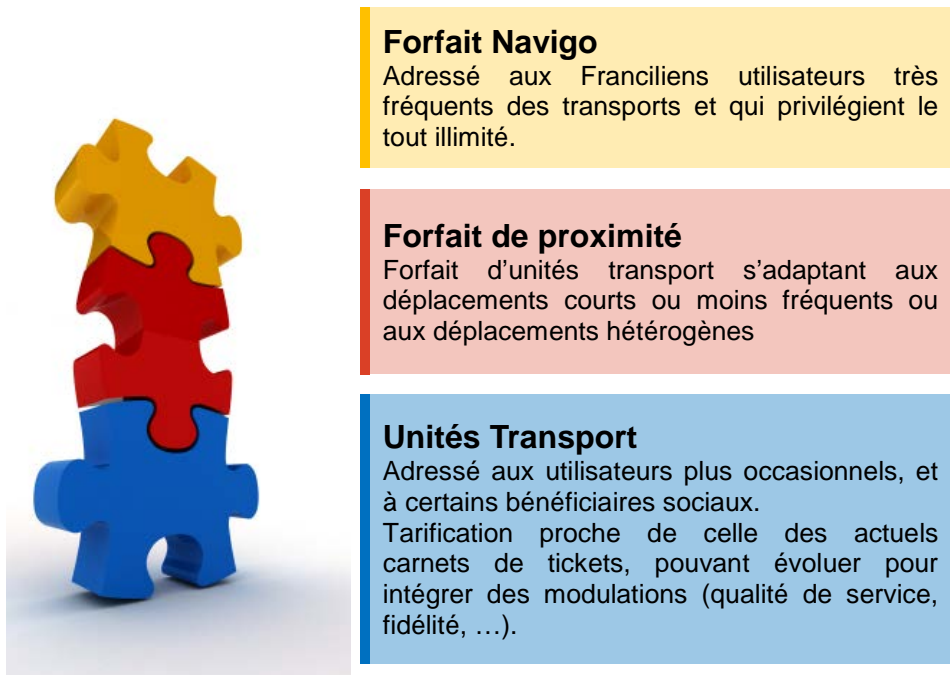 Forfait Navigo
Adressé aux Franciliens utilisateurs très
fréquents des transports et qui privilégient le
tout illimité.
Forfait de proximité
Forfait d’unités transport s’adaptant aux
déplacements courts ou moins fréquents ou
aux déplacements hétérogènes
Unités Transport
Adressé aux utilisateurs plus occasionnels, et
à certains bénéficiaires sociaux.
Tarification proche de celle des actuels
carnets de tickets, pouvant évoluer pour
intégrer des modulations (qualité de service,
fidélité, …).